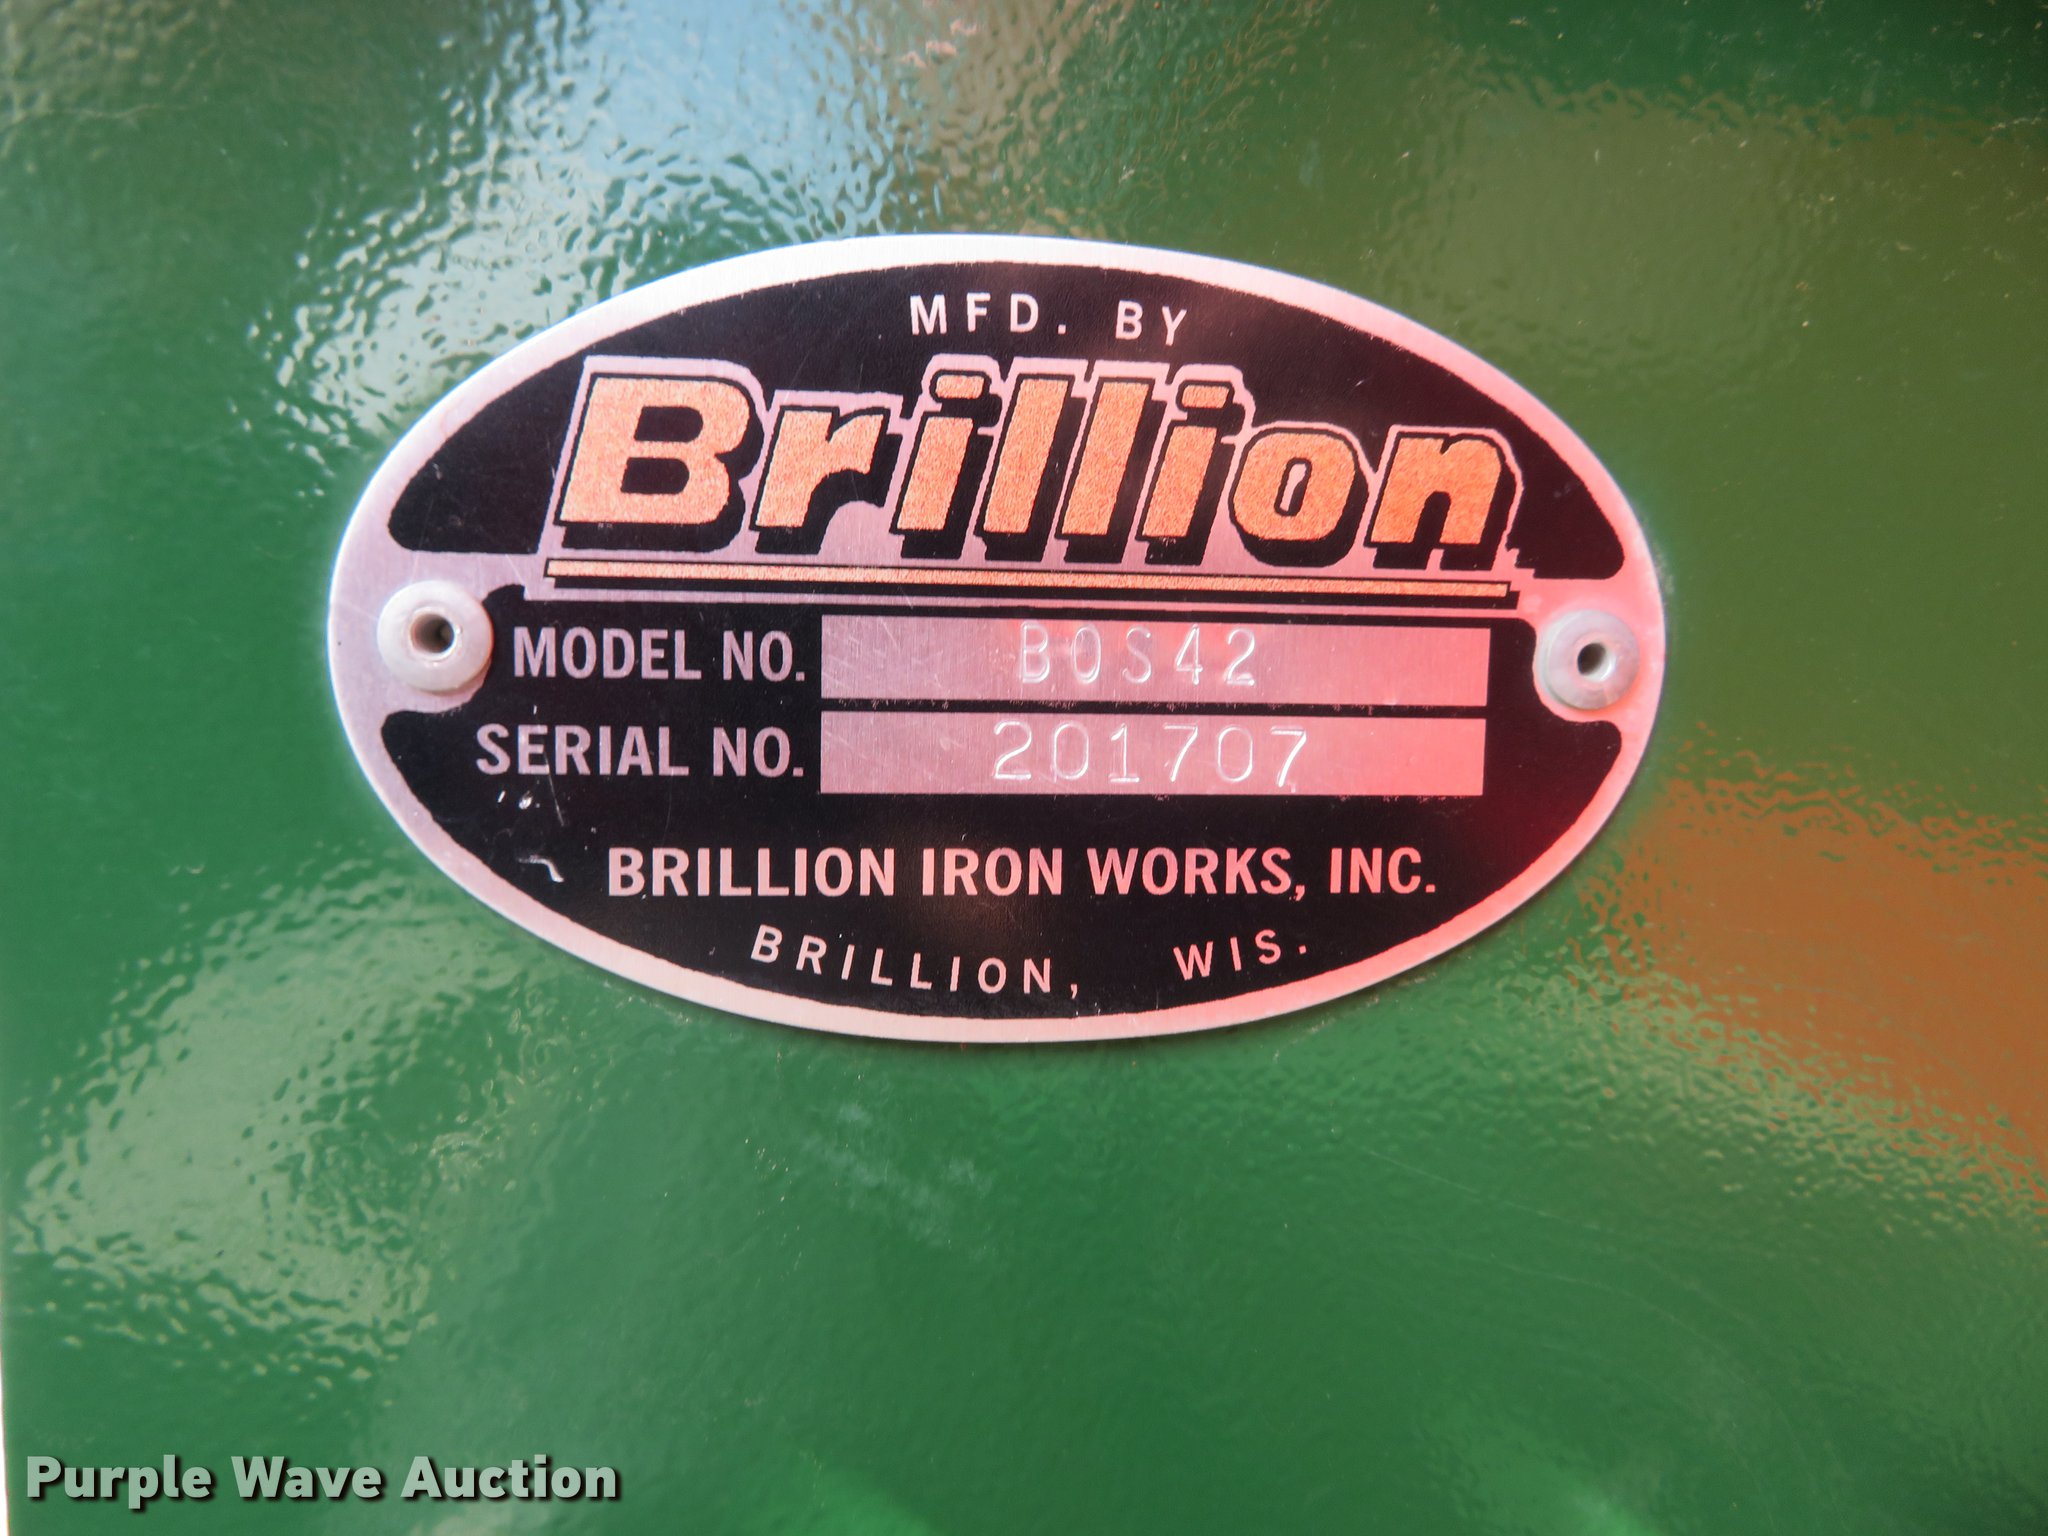 MFD. BY
Brillion
MODEL NO. BOS42
SERIAL NO. 201707
BRILLION IRON WORKS, INC.
BRILLION, WIS.
Purple Wave Auction